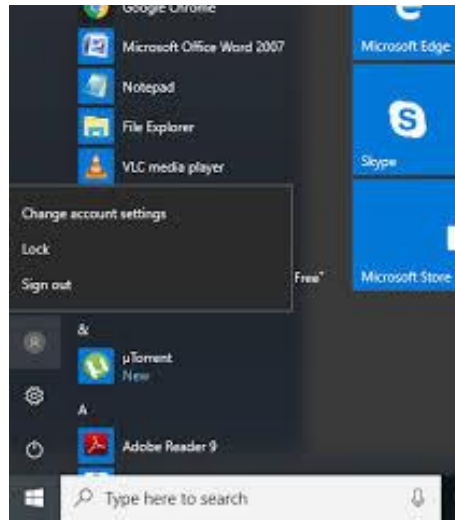 Google Chrome
Microsoft Office Word 2007
Microsoft Edge
Notepad
File Explorer
VLC media player
Skype
Change account settings
Lock
Sign out
Free"
Microsoft Store
&
µTorrent
New
A
Adobe Reader 9
Type here to search